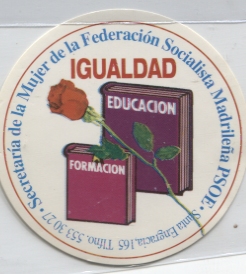 Secretaría de la Mujer de la Federación Socialista Madrileña PSOE ·
Santa Engracia, 165 Tlfno. 553 30 27 ·
IGUALDAD
EDUCACION
FORMACION